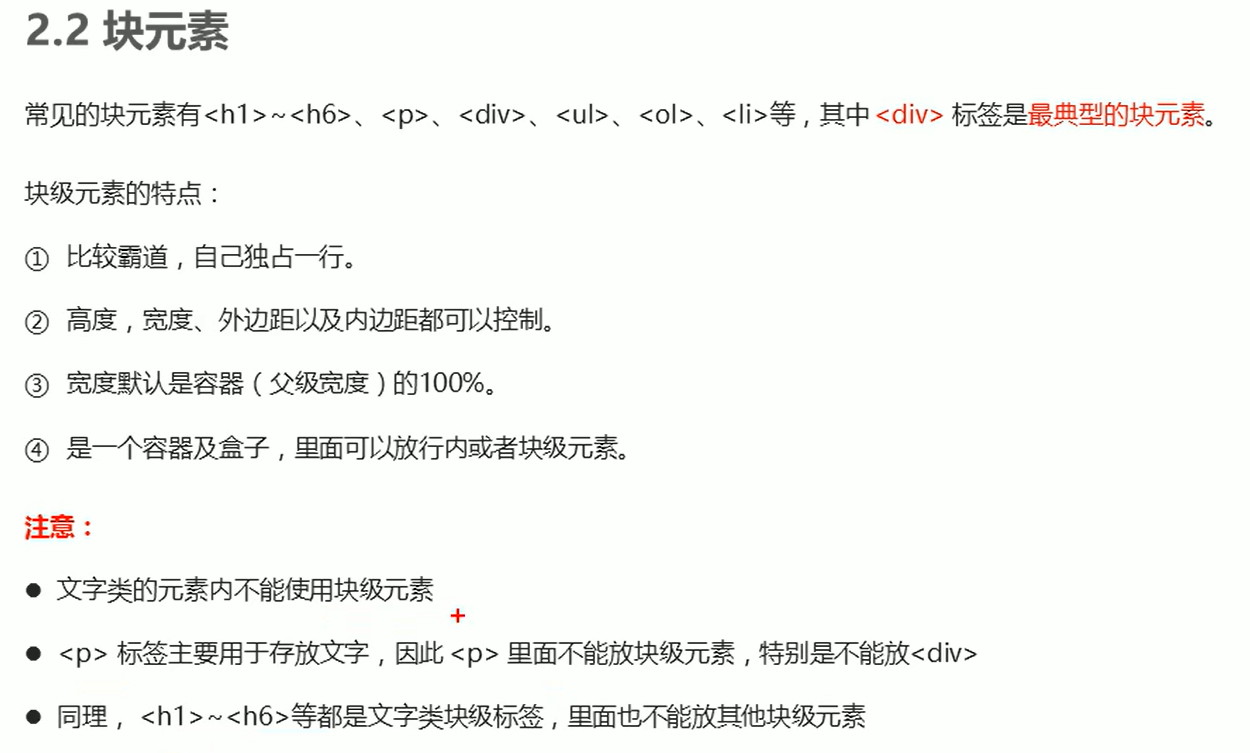 2.2 块元素
常见的块元素有<h1>~<h6>、<p>、<div>、<ul>、<ol>、<li>等，其中 <div> 标签是最典型的块元素。
块级元素的特点：
① 比较霸道，自己独占一行。
② 高度，宽度、外边距以及内边距都可以控制。
③ 宽度默认是容器（父级宽度）的100%。
④ 是一个容器及盒子，里面可以放行内或者块级元素。
注意：
● 文字类的元素内不能使用块级元素
● <p> 标签主要用于存放文字，因此 <p> 里面不能放块级元素，特别是不能放<div>
● 同理， <h1>~<h6>等都是文字类块级标签，里面也不能放其他块级元素